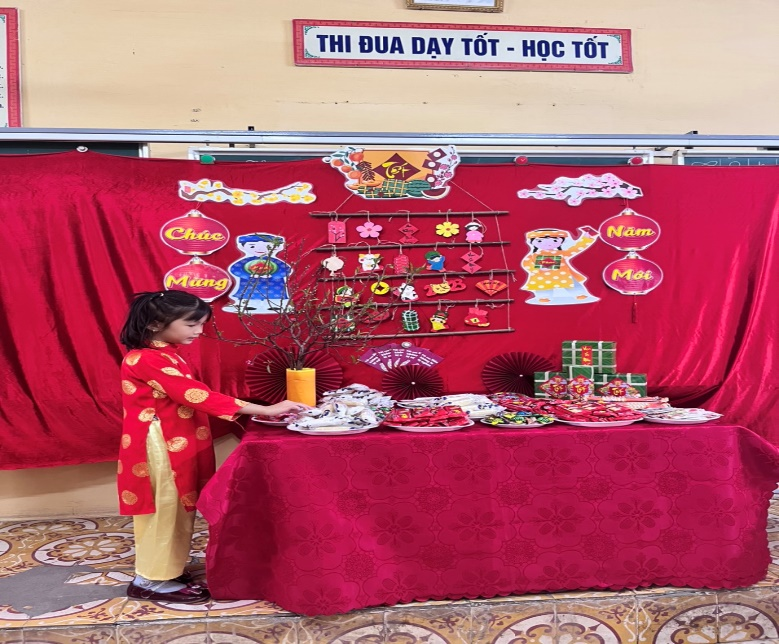 THI ĐUA DẠY TỐT - HỌC TỐT
Tết
Chúc
Mừng
Năm
Mới